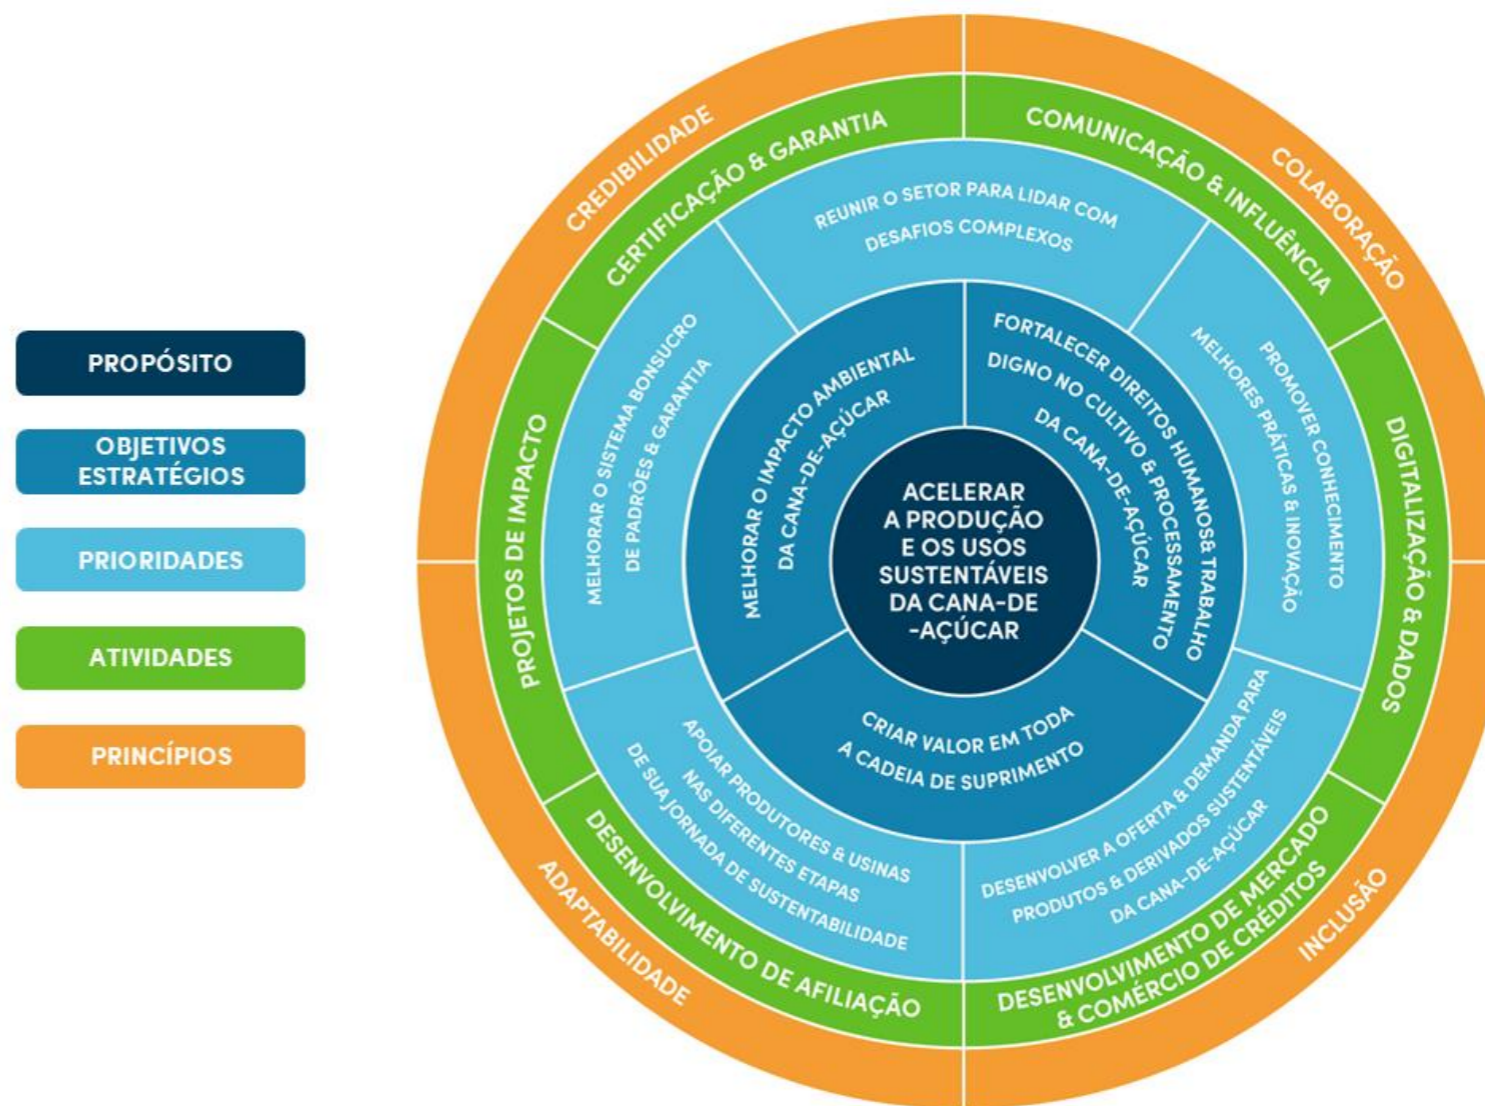 PROPÓSITO
OBJETIVOS
ESTRATÉGIOS
PRIORIDADES
ATIVIDADES
PRINCÍPIOS
CREDIBILIDADE
COLABORAÇÃO
INCLUSÃO
ADAPTABILIDADE
CERTIFICAÇÃO & GARANTIA
COMUNICAÇÃO & INFLUÊNCIA
DIGITALIZAÇÃO & DADOS
DESENVOLVIMENTO DE MERCADO
& COMÉRCIO DE CRÉDITOS
DESENVOLVIMENTO DE AFILIAÇÃO
PROJETOS DE IMPACTO
REUNIR O SETOR PARA LIDAR COM
DESAFIOS COMPLEXOS
PROMOVER CONHECIMENTO
MELHORES PRÁTICAS & INOVAÇÃO
DESENVOLVER A OFERTA & DEMANDA PARA
PRODUTOS & DERIVADOS SUSTENTÁVEIS
DA CANA-DE-AÇÚCAR
APOIAR PRODUTORES & USINAS
NAS DIFERENTES ETAPAS
DE SUA JORNADA DE SUSTENTABILIDADE
MELHORAR O SISTEMA BONSUCRO
DE PADRÕES & GARANTIA
MELHORAR O IMPACTO AMBIENTAL
DA CANA-DE-AÇÚCAR
FORTALECER DIREITOS HUMANOS& TRABALHO
DIGNO NO CULTIVO & PROCESSAMENTO
DA CANA-DE-AÇÚCAR
CRIAR VALOR EM TODA
A CADEIA DE SUPRIMENTO
ACELERAR
A PRODUÇÃO
E OS USOS
SUSTENTÁVEIS
DA CANA-DE
-AÇÚCAR